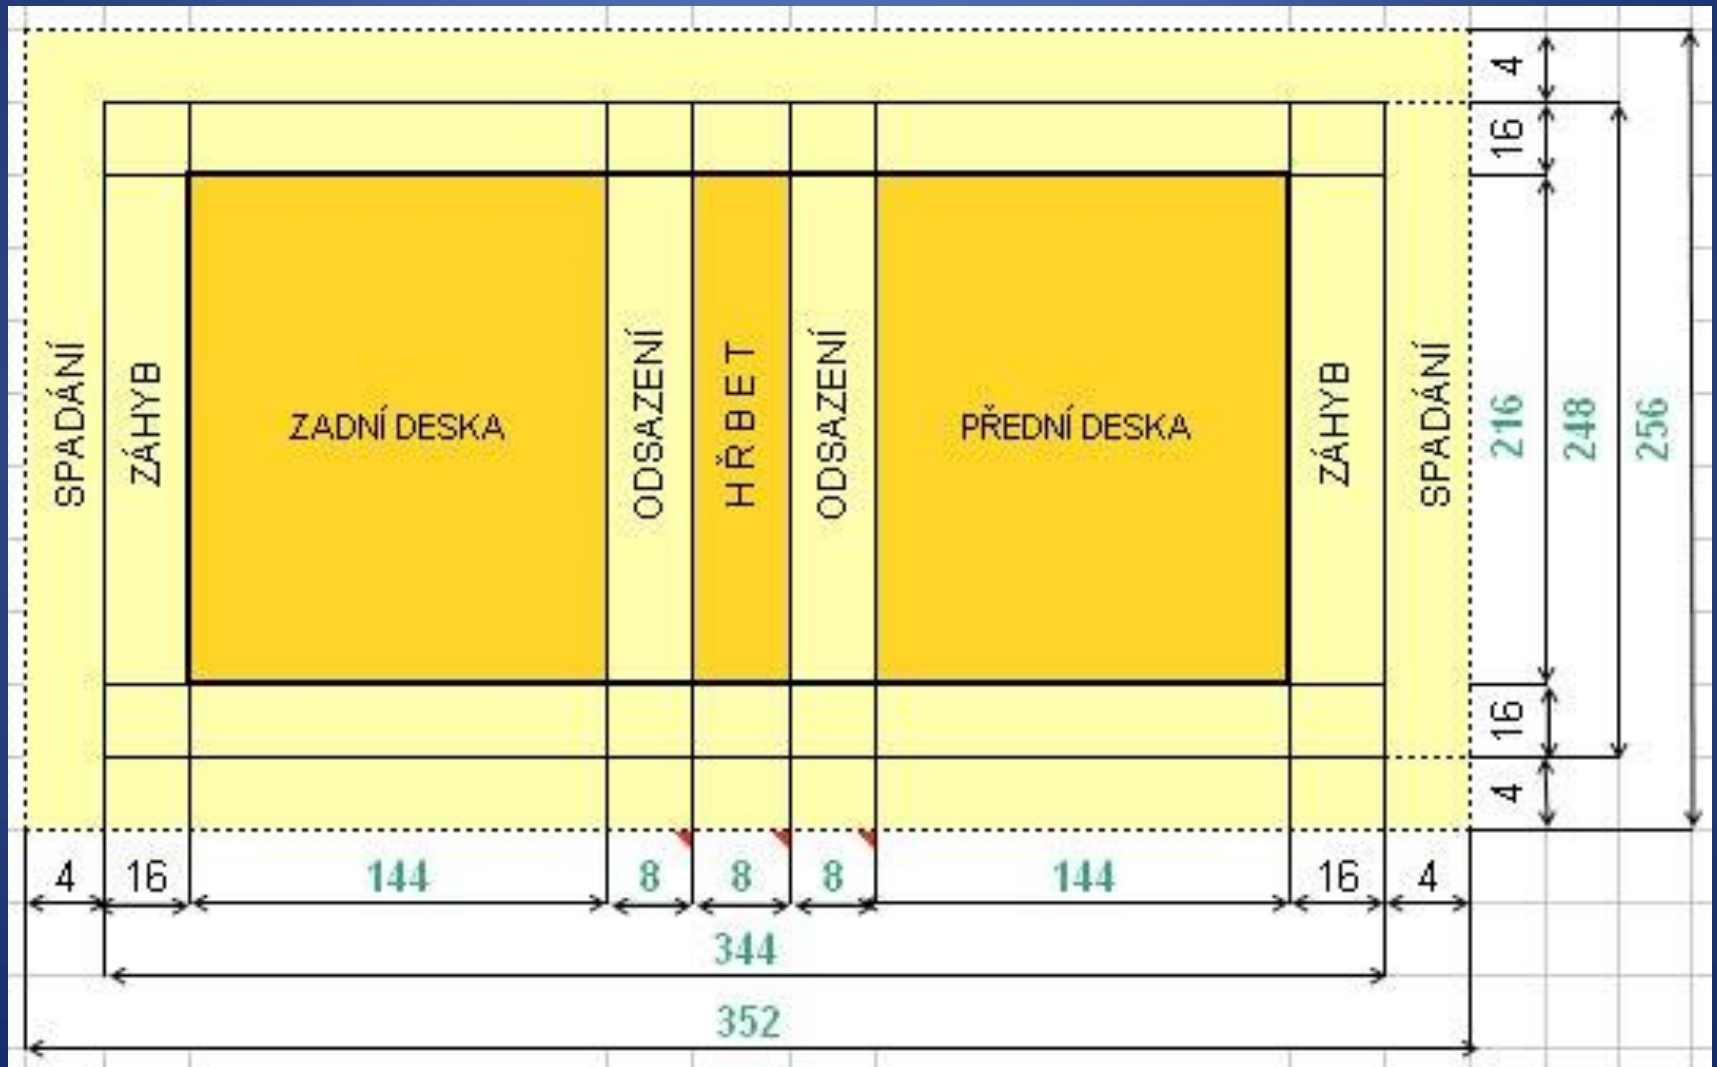 SPADÁNÍ
ZÁHYB
ZADNÍ DESKA
ODSAZENÍ
HŘBET
ODSAZENÍ
PŘEDNÍ DESKA
ZÁHYB
SPADÁNÍ
4
16
216
248
256
16
4
4
16
144
8
8
8
144
16
4
344
352